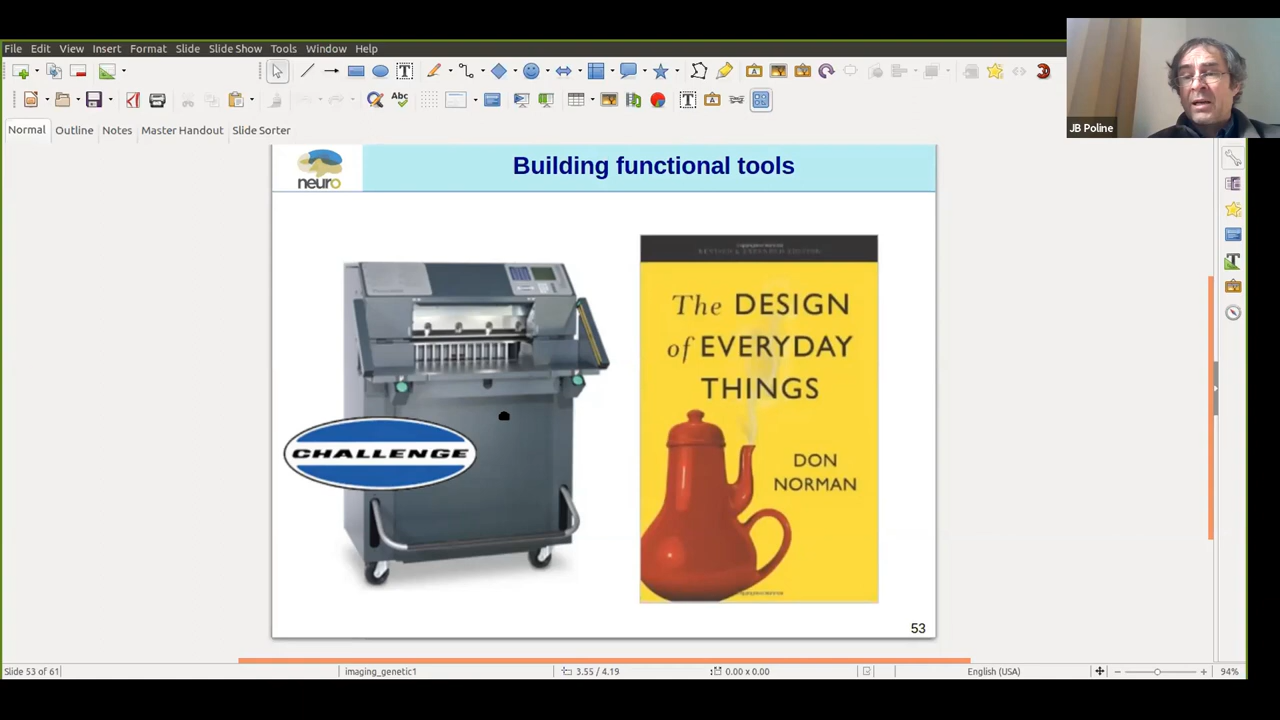 File Edit View Insert Format Slide Slide Show Tools Window Help
Abc
Normal Outline Notes Master Handout Slide Sorter
JB Poline
neuro
Building functional tools
The DESIGN
of EVERYDAY
THINGS
DON
NORMAN
CHALLENGE
53
Slide 53 of 61
imaging_genetic1
3.55 / 4.19
0.00 x 0.00
English (USA)
94%